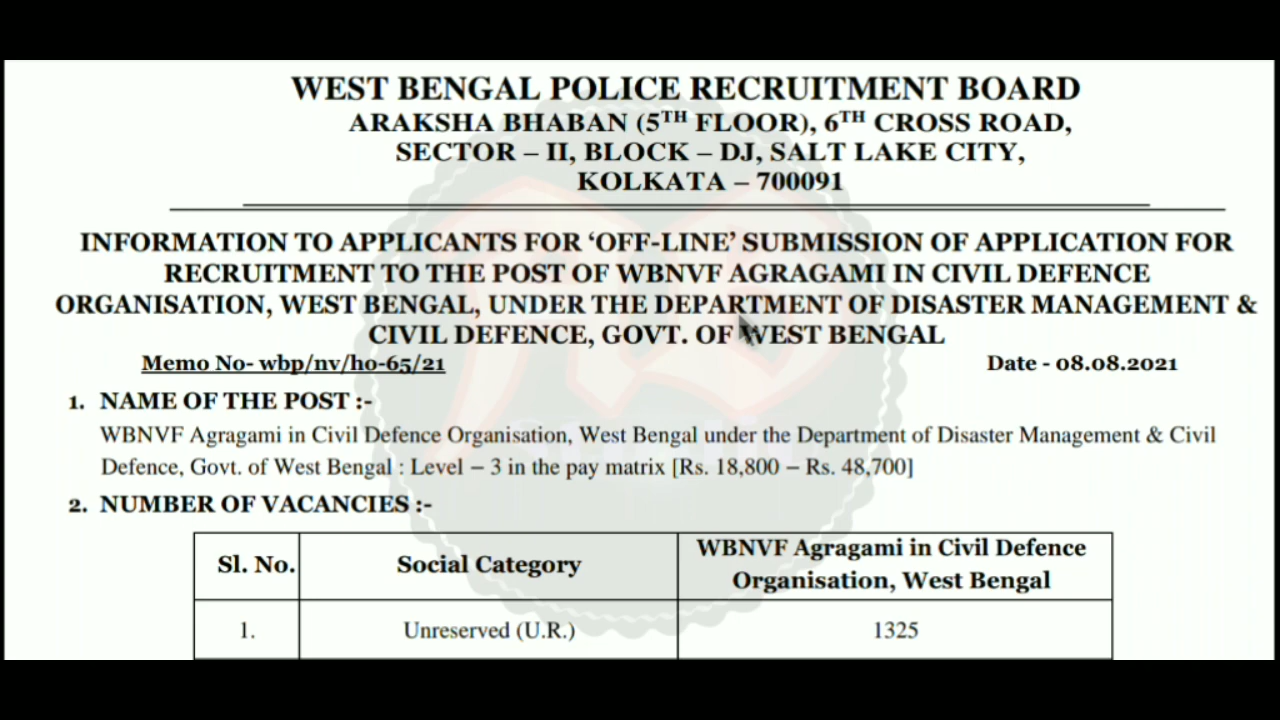 WEST BENGAL POLICE RECRUITMENT BOARD
ARAKSHA BHABAN (5TH FLOOR), 6TH CROSS ROAD,
SECTOR – II, BLOCK – DJ, SALT LAKE CITY,
KOLKATA – 700091
INFORMATION TO APPLICANTS FOR ‘OFF-LINE’ SUBMISSION OF APPLICATION FOR
RECRUITMENT TO THE POST OF WBNVF AGRAGAMI IN CIVIL DEFENCE
ORGANISATION, WEST BENGAL, UNDER THE DEPARTMENT OF DISASTER MANAGEMENT &
CIVIL DEFENCE, GOVT. OF WEST BENGAL
Memo No- wbp/nv/ho-65/21 Date - 08.08.2021
1. NAME OF THE POST :-
WBNVF Agragami in Civil Defence Organisation, West Bengal under the Department of Disaster Management & Civil
Defence, Govt. of West Bengal : Level – 3 in the pay matrix [Rs. 18,800 – Rs. 48,700]
2. NUMBER OF VACANCIES :-
Sl. No. Social Category WBNVF Agragami in Civil Defence
Organisation, West Bengal
1. Unreserved (U.R.) 1325